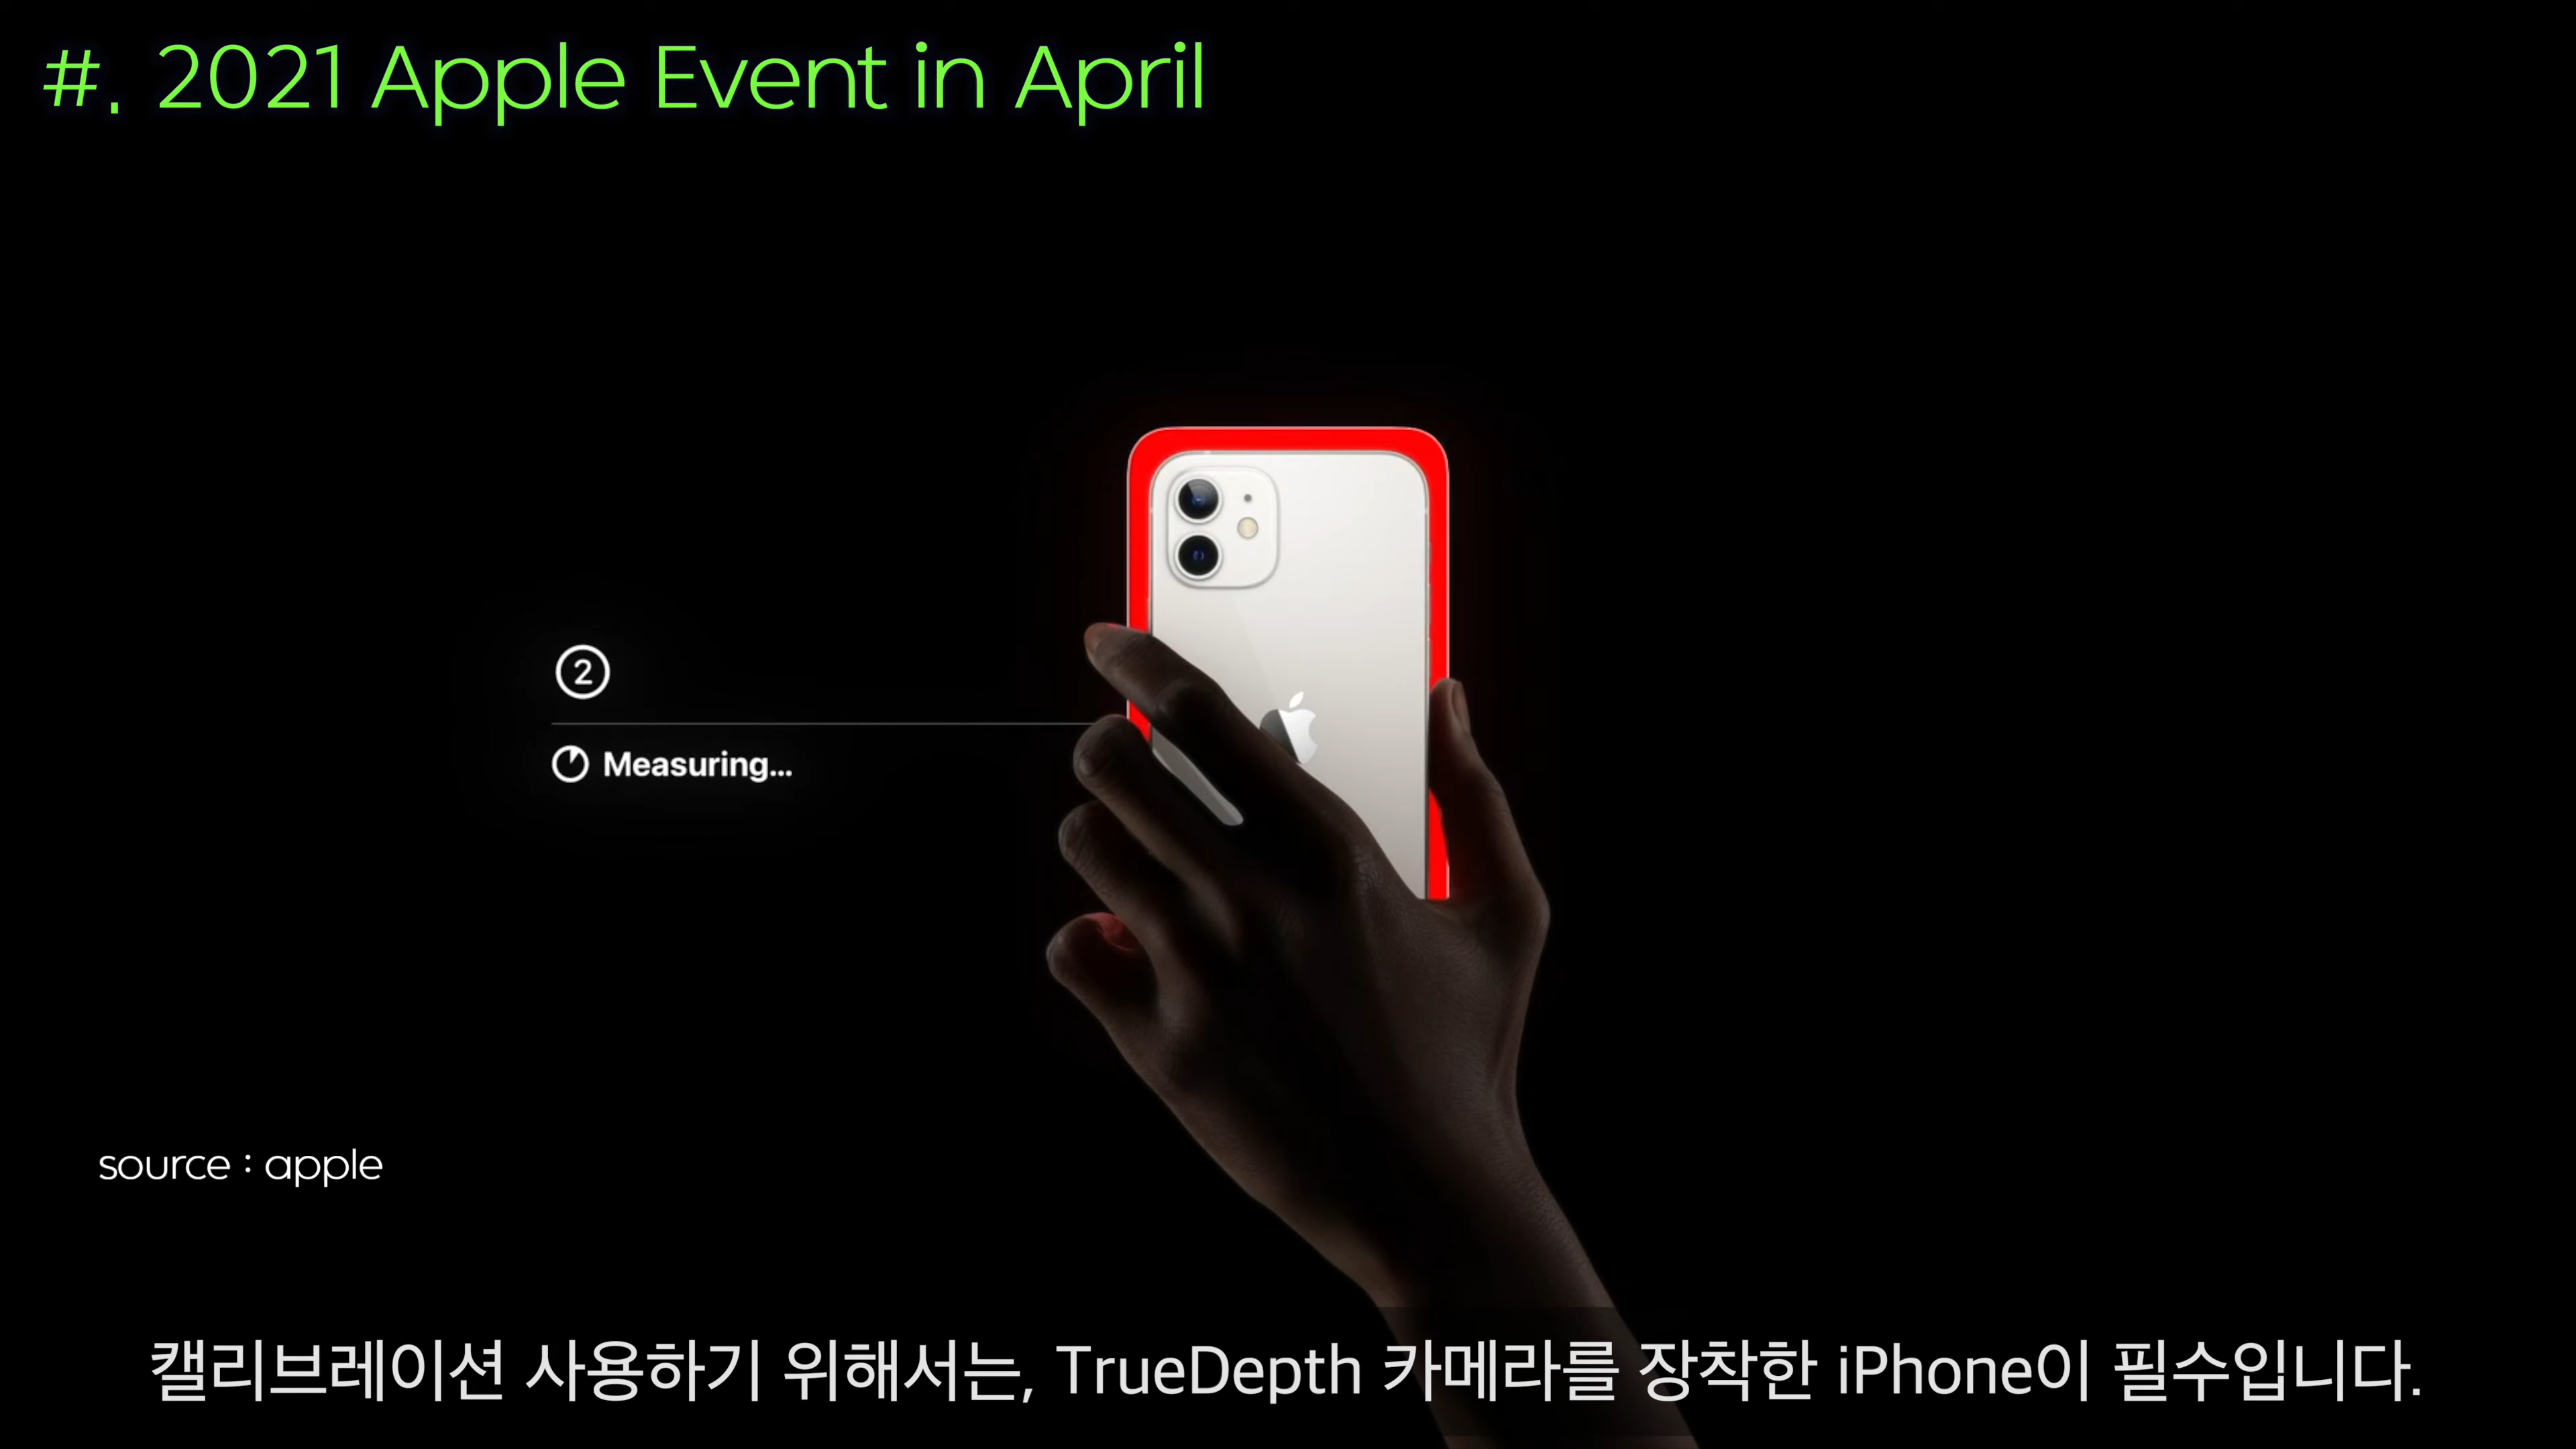 #. 2021 Apple Event in April
2
Measuring...
source : apple
캘리브레이션 사용하기 위해서는, TrueDepth 카메라를 장착한 iPhone이 필수입니다.